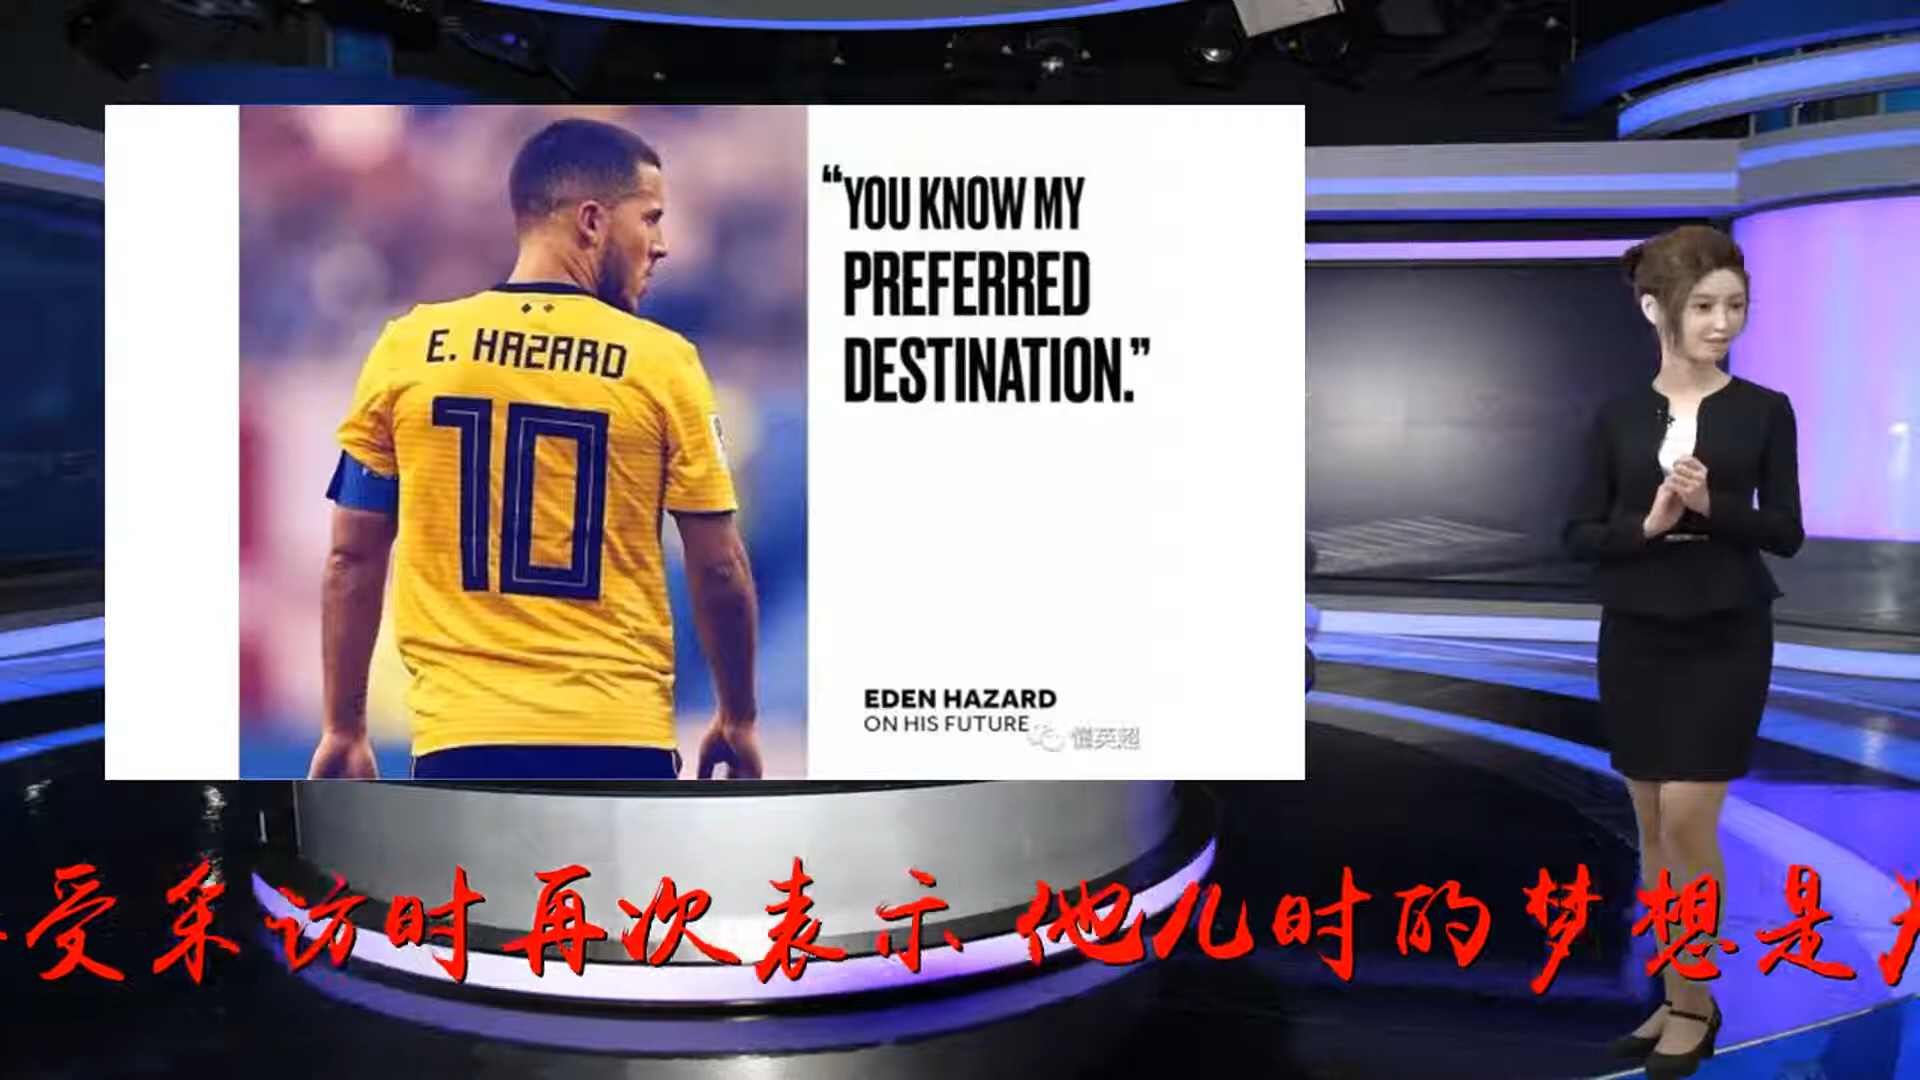 E. HAZARD
10
“YOU KNOW MY
PREFERRED
DESTINATION.”
EDEN HAZARD
ON HIS FUTURE
懂英超
受采访时再次表示 他儿时的梦想是